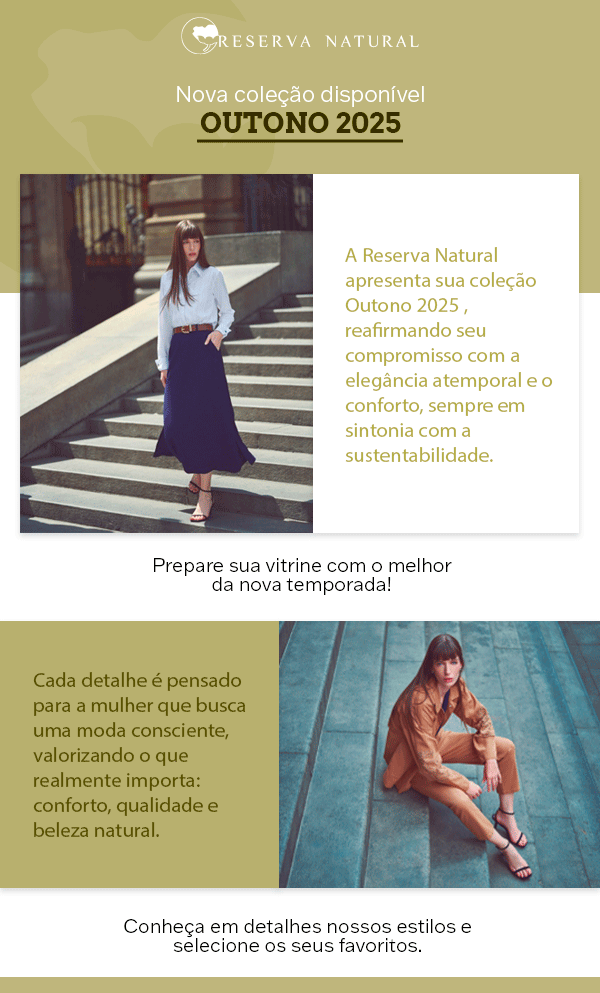 RESERVA NATURAL
Nova coleção disponível
OUTONO 2025
A Reserva Natural
apresenta sua coleção
Outono 2025 ,
reafirmando seu
compromisso com a
elegância atemporal e o
conforto, sempre em
sintonia com a
sustentabilidade.
Prepare sua vitrine com o melhor
da nova temporada!
Cada detalhe é pensado
para a mulher que busca
uma moda consciente,
valorizando o que
realmente importa:
conforto, qualidade e
beleza natural.
Conheça em detalhes nossos estilos e
selecione os seus favoritos.